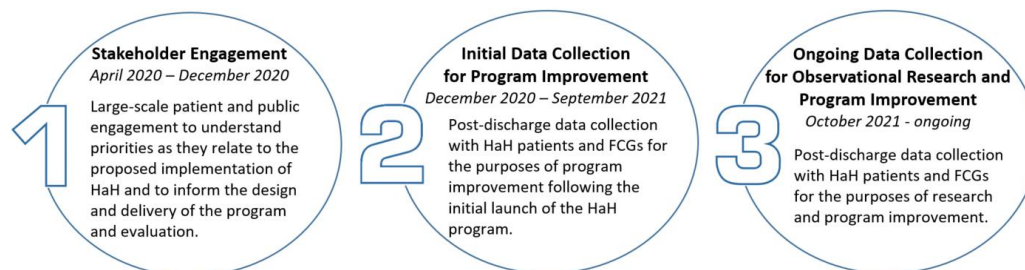 1
Stakeholder Engagement
April 2020 – December 2020
Large-scale patient and public
engagement to understand
priorities as they relate to the
proposed implementation of
HaH and to inform the design
and delivery of the program
and evaluation.
2
Initial Data Collection
for Program Improvement
December 2020 – September 2021
Post-discharge data collection
with HaH patients and FCGs for
the purposes of program
improvement following the
initial launch of the HaH
program.
3
Ongoing Data Collection
for Observational Research and
Program Improvement
October 2021 - ongoing
Post-discharge data collection
with HaH patients and FCGs
for the purposes of research
and program improvement.